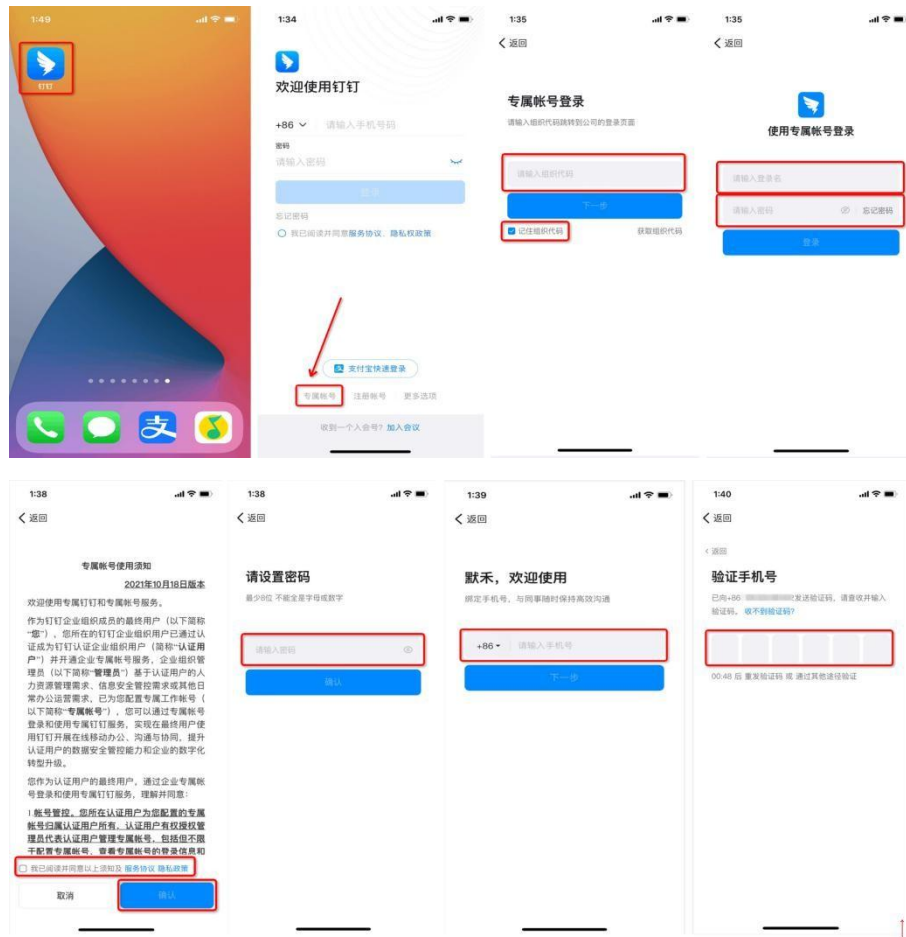 1:49
钉钉
1:34
欢迎使用钉钉
+86 请输入手机号码
密码
请输入密码
登录
忘记密码
我已阅读并同意服务协议、隐私权政策
支付宝快速登录
专属帐号 注册帐号 更多选项
收到一个入会号? 加入会议
1:35
返回
专属帐号登录
请输入组织代码跳转到公司的登录页面
请输入组织代码
下一步
记住组织代码 获取组织代码
1:35
返回
使用专属帐号登录
请输入登录名
请输入密码 忘记密码
登录
1:38
返回
专属帐号使用须知
2021年10月18日版本
欢迎使用专属钉钉和专属帐号服务。
作为钉钉企业组织成员的最终用户（以下简称
“您”），您所在的钉钉企业组织用户已通过认
证成为钉钉认证企业组织用户（简称“认证用
户”）并开通企业专属帐号服务，企业组织管
理员（以下简称“管理员”）基于认证用户的人
力资源管理需求、信息安全管控需求或其他日
常办公运营需求，已为您配置专属工作帐号（
以下简称“专属帐号”），您可以通过专属帐号
登录和使用专属钉钉服务，实现在最终用户使
用钉钉开展在线移动办公、沟通与协同，提升
认证用户的数据安全管控能力和企业的数字化
转型升级。
您作为认证用户的最终用户，通过企业专属帐
号登录和使用专属钉钉服务，理解并同意：
1 帐号管控。您所在认证用户为您配置的专属
帐号归属认证用户所有，认证用户有权授权管
理员代表认证用户管理专属帐号，包括但不限
于配置专属帐号、查看专属帐号的登录信息和
我已阅读并同意以上须知及 服务协议 隐私政策
取消 确认
1:38
返回
请设置密码
最少8位 不能全是字母或数字
请输入密码
确认
1:39
返回
默禾，欢迎使用
绑定手机号，与同事随时保持高效沟通
+86 请输入手机号
下一步
1:40
返回
< 返回
验证手机号
已向+86 发送验证码，请查收并输入
验证码。 收不到验证码?
00:48 后 重发验证码 或 通过其他途径验证